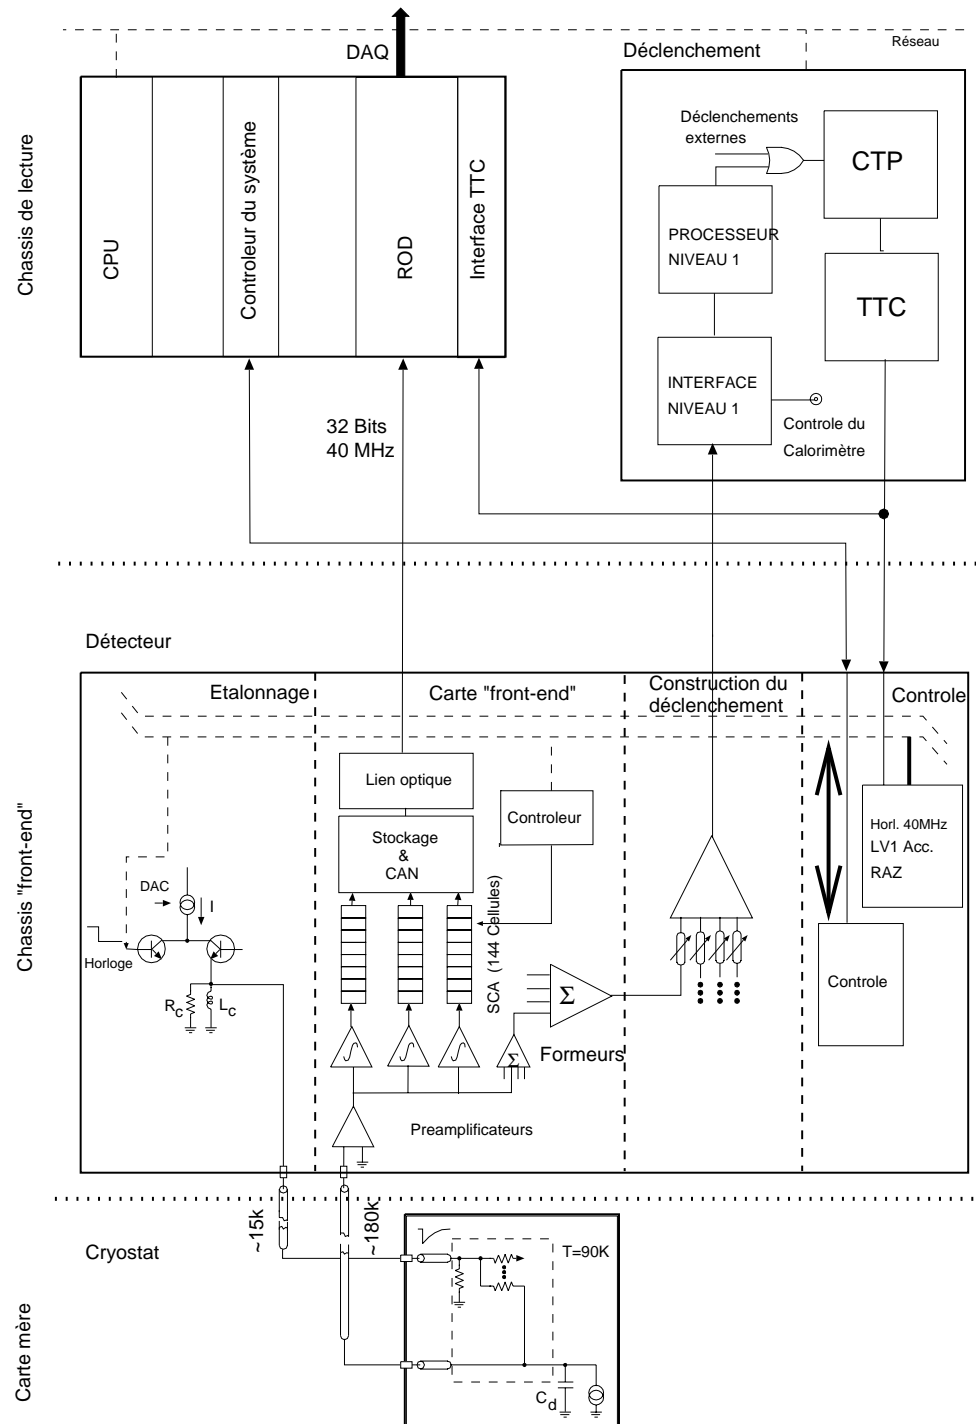 DAQ
Déclenchement
Réseau
Chassis de lecture
CPU
Controleur du système
ROD
Interface TTC
Déclenchements
externes
CTP
PROCESSEUR
NIVEAU 1
TTC
INTERFACE
NIVEAU 1
Controle du
Calorimètre
32 Bits
40 MHz
Détecteur
Chassis "front-end"
Etalonnage
Carte "front-end"
Construction du
déclenchement
Controle
Lien optique
Stockage
&
CAN
Controleur
Horl. 40MHz
LV1 Acc.
RAZ
DAC
I
Horloge
SCA (144 Cellules)
Controle
RC
LC
Σ
Σ
Formeurs
Preamplificateurs
~15k
~180k
Cryostat
T=90K
Carte mère
Cd